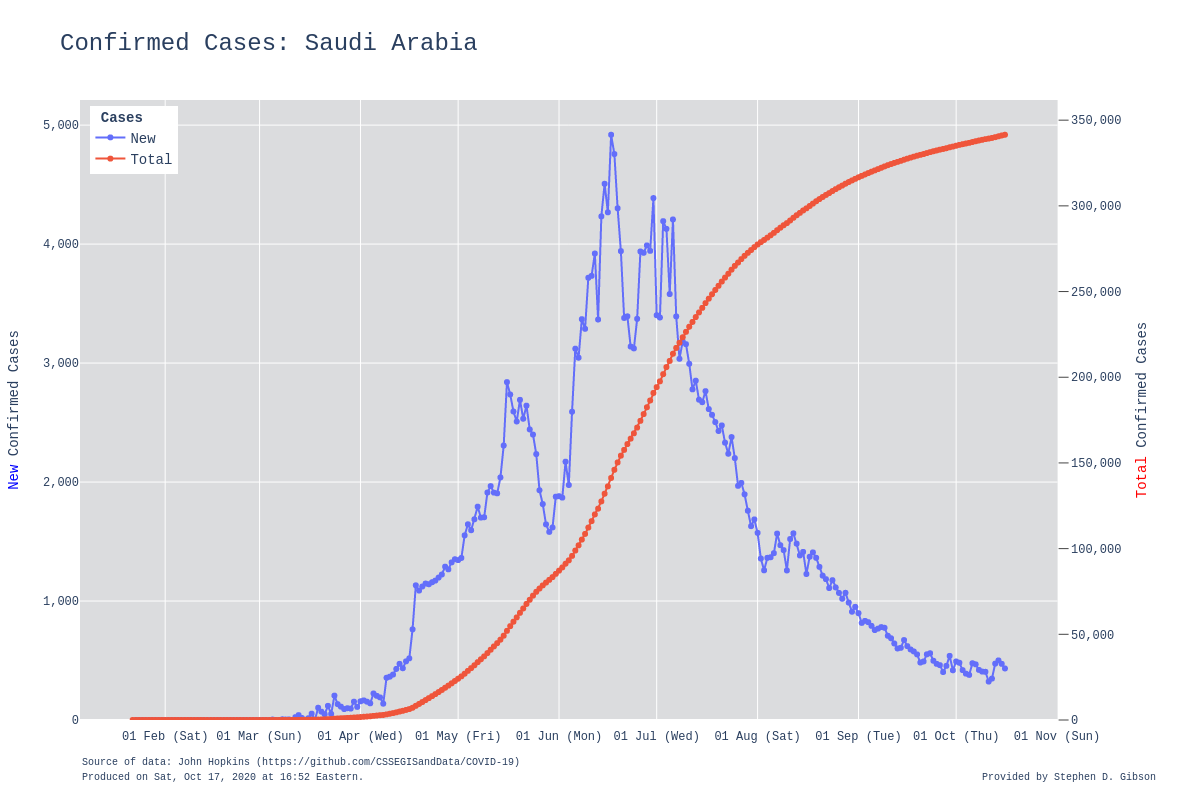 Confirmed Cases: Saudi Arabia
Cases
New
Total
5,000
4,000
3,000
2,000
1,000
0
New Confirmed Cases
350,000
300,000
250,000
200,000
150,000
100,000
50,000
0
Total Confirmed Cases
01 Feb (Sat) 01 Mar (Sun) 01 Apr (Wed) 01 May (Fri) 01 Jun (Mon) 01 Jul (Wed) 01 Aug (Sat) 01 Sep (Tue) 01 Oct (Thu) 01 Nov (Sun)
Source of data: John Hopkins (https://github.com/CSSEGISandData/COVID-19)
Produced on Sat, Oct 17, 2020 at 16:52 Eastern.
Provided by Stephen D. Gibson